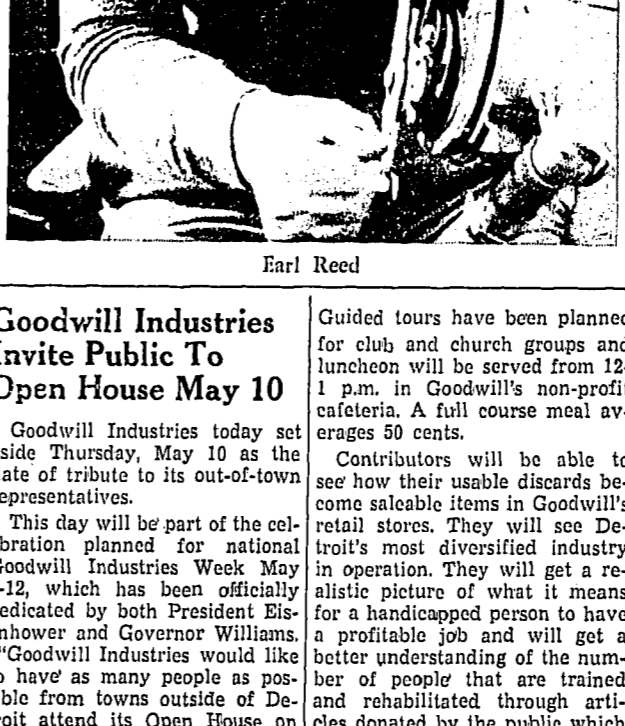 Earl Reed
Goodwill Industries
Invite Public To
Open House May 10
Goodwill Industries today set
side Thursday, May 10 as the
ate of tribute to its out-of-town
epresentatives.
This day will be part of the cel-
bration planned for national
Goodwill Industries Week May
-12, which has been officially
edicated by both President Eis-
nhower and Governor Williams.
"Goodwill Industries would like
o have as many people as pos-
ble from towns outside of De-
roit attend its Open House on
Guided tours have been planned
for club and church groups and
luncheon will be served from 12-
1 p.m. in Goodwill's non-profit
cafeteria. A full course meal av-
erages 50 cents.
Contributors will be able to
see how their usable discards be-
come saleable items in Goodwill's
retail stores. They will see De-
troit's most diversified industry
in operation. They will get a re-
alistic picture of what it means
for a handicapped person to have
a profitable job and will get a
better understanding of the num-
ber of people that are trained
and rehabilitated through arti-
cles donated by the public which